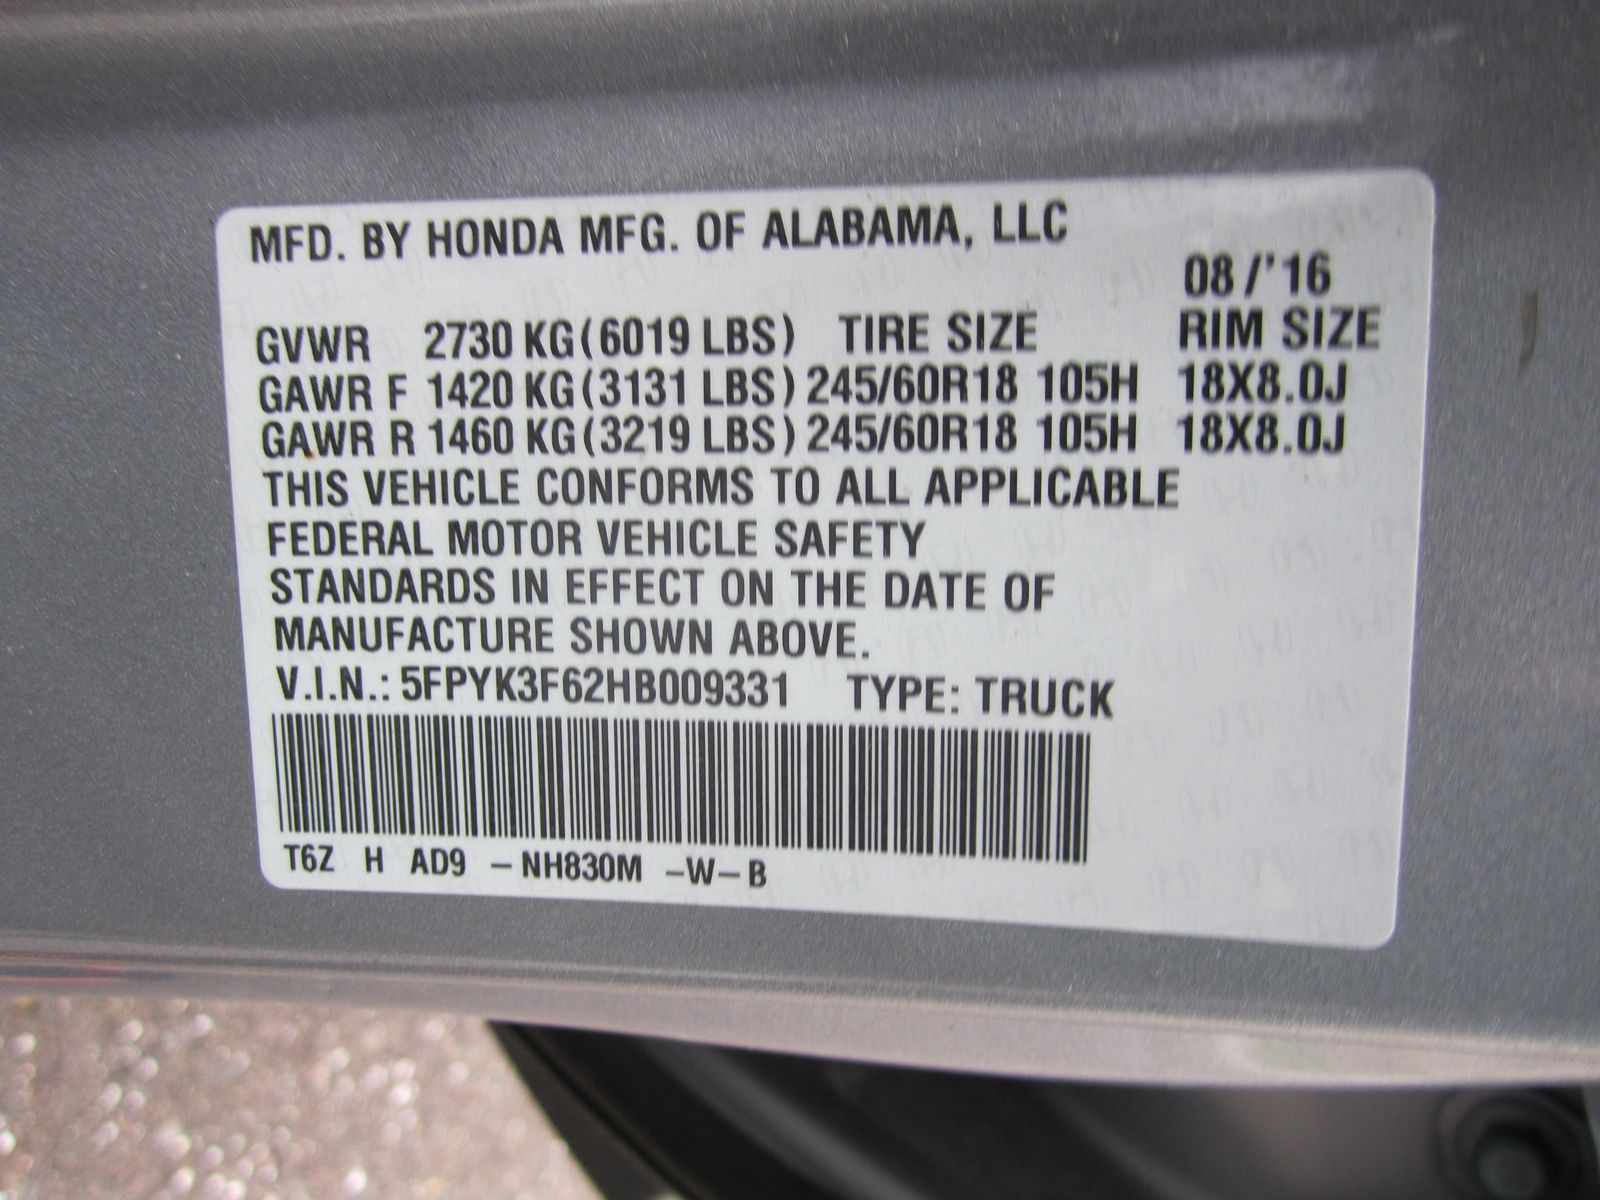 MFD. BY HONDA MFG. OF ALABAMA, LLC
08/'16
GVWR 2730 KG(6019 LBS) TIRE SIZE RIM SIZE
GAWR F 1420 KG(3131 LBS) 245/60R18 105H 18X8.0J
GAWR R 1460 KG(3219 LBS) 245/60R18 105H 18X8.0J
THIS VEHICLE CONFORMS TO ALL APPLICABLE
FEDERAL MOTOR VEHICLE SAFETY
STANDARDS IN EFFECT ON THE DATE OF
MANUFACTURE SHOWN ABOVE.
V.I.N.: 5FPYK3F62HB009331 TYPE: TRUCK
T6Z H AD9 –NH830M –W–B